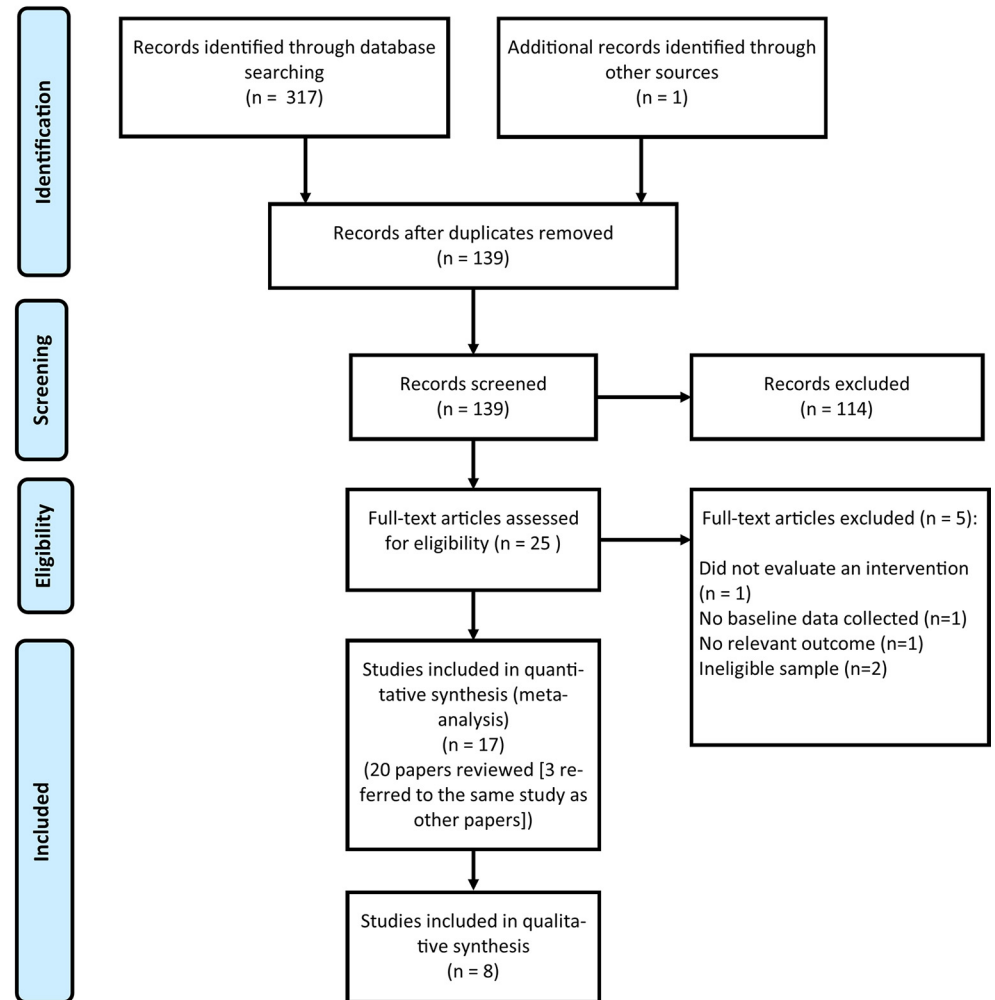 Identification
Records identified through database
searching
(n =  317)
Additional records identified through
other sources
(n = 1)
Records after duplicates removed
(n = 139)
Screening
Records screened
(n = 139)
Records excluded
(n = 114)
Eligibility
Full-text articles assessed
for eligibility (n = 25 )
Full-text articles excluded (n = 5):
Did not evaluate an intervention
(n = 1)
No baseline data collected (n=1)
No relevant outcome (n=1)
Ineligible sample (n=2)
Included
Studies included in quanti-
tative synthesis (meta-
analysis)
(n = 17)
(20 papers reviewed [3 re-
ferred to the same study as
other papers])
Studies included in qualita-
tive synthesis
(n = 8)